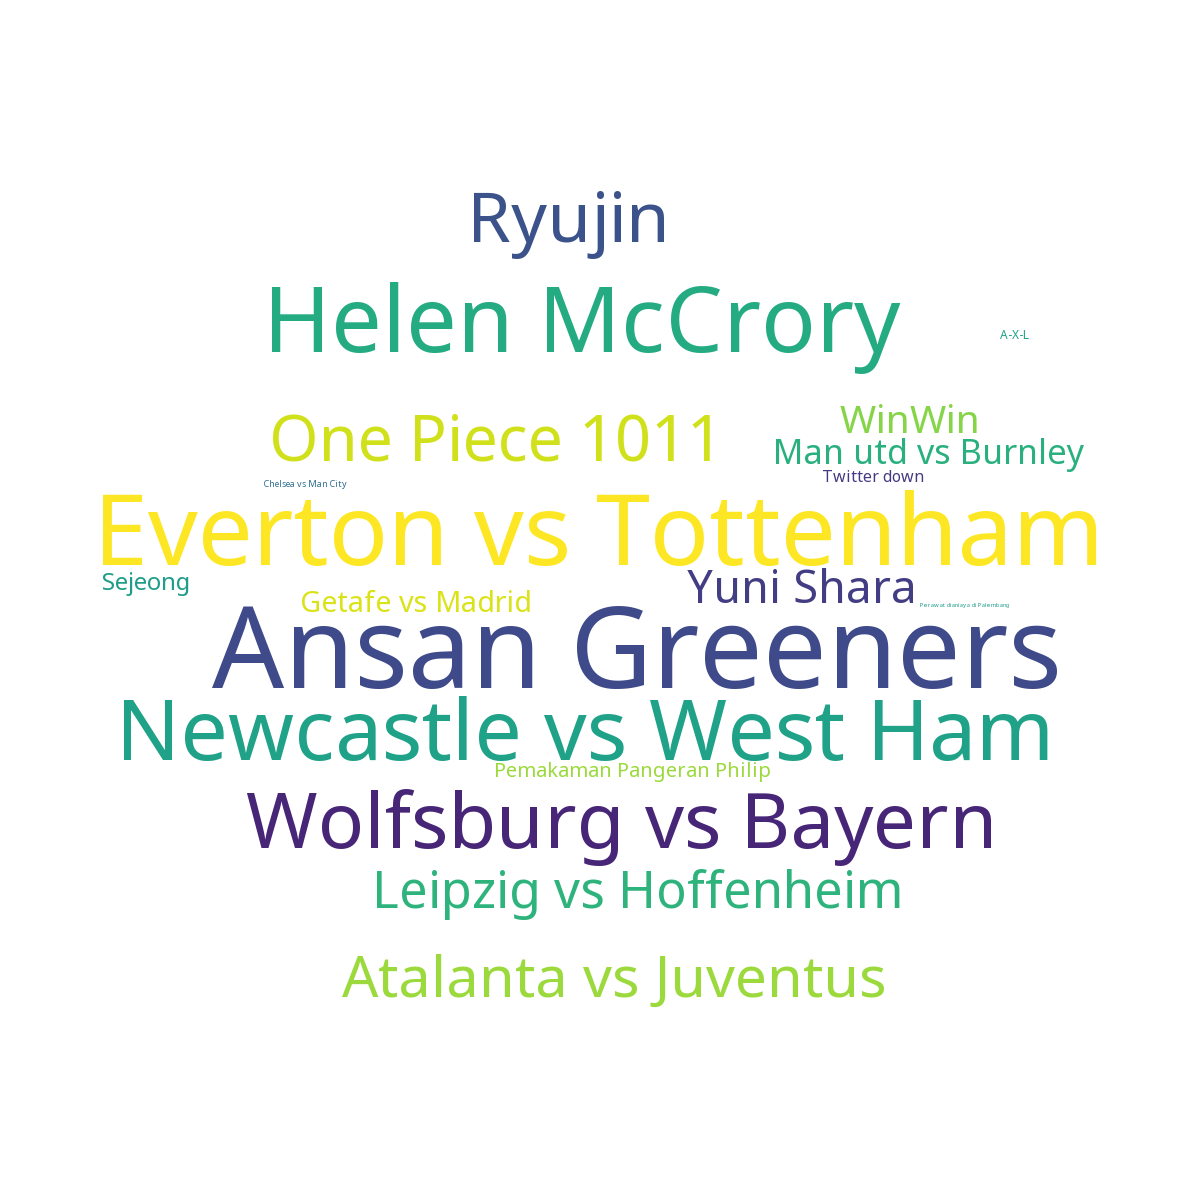 Ryujin
Helen McCrory
A-X-L
WinWin
One Piece 1011
Man utd vs Burnley
Twitter down
Chelsea vs Man City
Everton vs Tottenham
Sejeong
Yuni Shara
Getafe vs Madrid
Perawat dianiaya di Palembang
Ansan Greeners
Newcastle vs West Ham
Pemakaman Pangeran Philip
Wolfsburg vs Bayern
Leipzig vs Hoffenheim
Atalanta vs Juventus